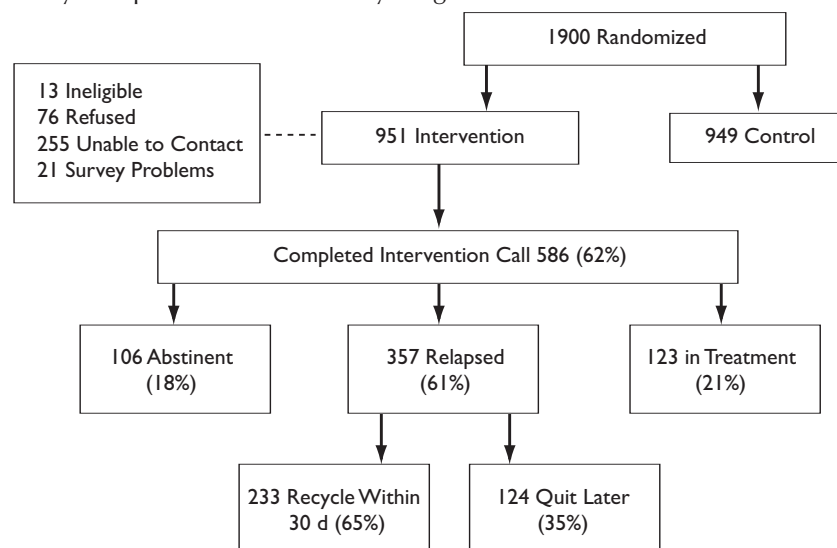 1900 Randomized
13 Ineligible
76 Refused
255 Unable to Contact
21 Survey Problems
951 Intervention
949 Control
Completed Intervention Call 586 (62%)
106 Abstinent
(18%)
357 Relapsed
(61%)
123 in Treatment
(21%)
233 Recycle Within
30 d (65%)
124 Quit Later
(35%)